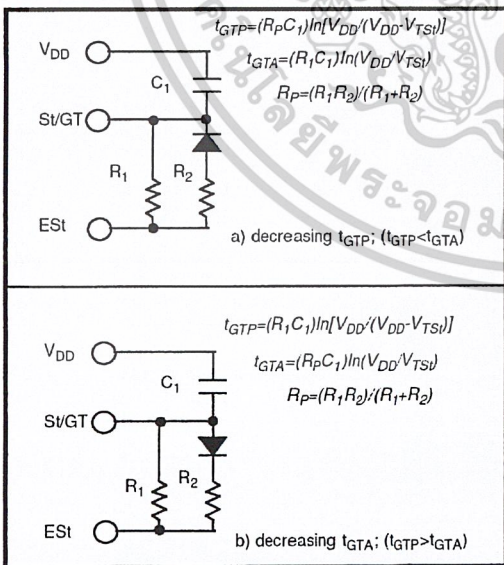 t_GTP=(R_PC_1)ln[V_DD/(V_DD-V_TSt)]
t_GTA=(R_1C_1)ln(V_DD/V_TSt)
R_P=(R_1R_2)/(R_1+R_2)
V_DD
C_1
St/GT
R_1
R_2
ESt
a) decreasing t_GTP; (t_GTP<t_GTA)
t_GTP=(R_1C_1)ln[V_DD/(V_DD-V_TSt)]
t_GTA=(R_PC_1)ln(V_DD/V_TSt)
R_P=(R_1R_2)/(R_1+R_2)
V_DD
C_1
St/GT
R_1
R_2
ESt
b) decreasing t_GTA; (t_GTP>t_GTA)